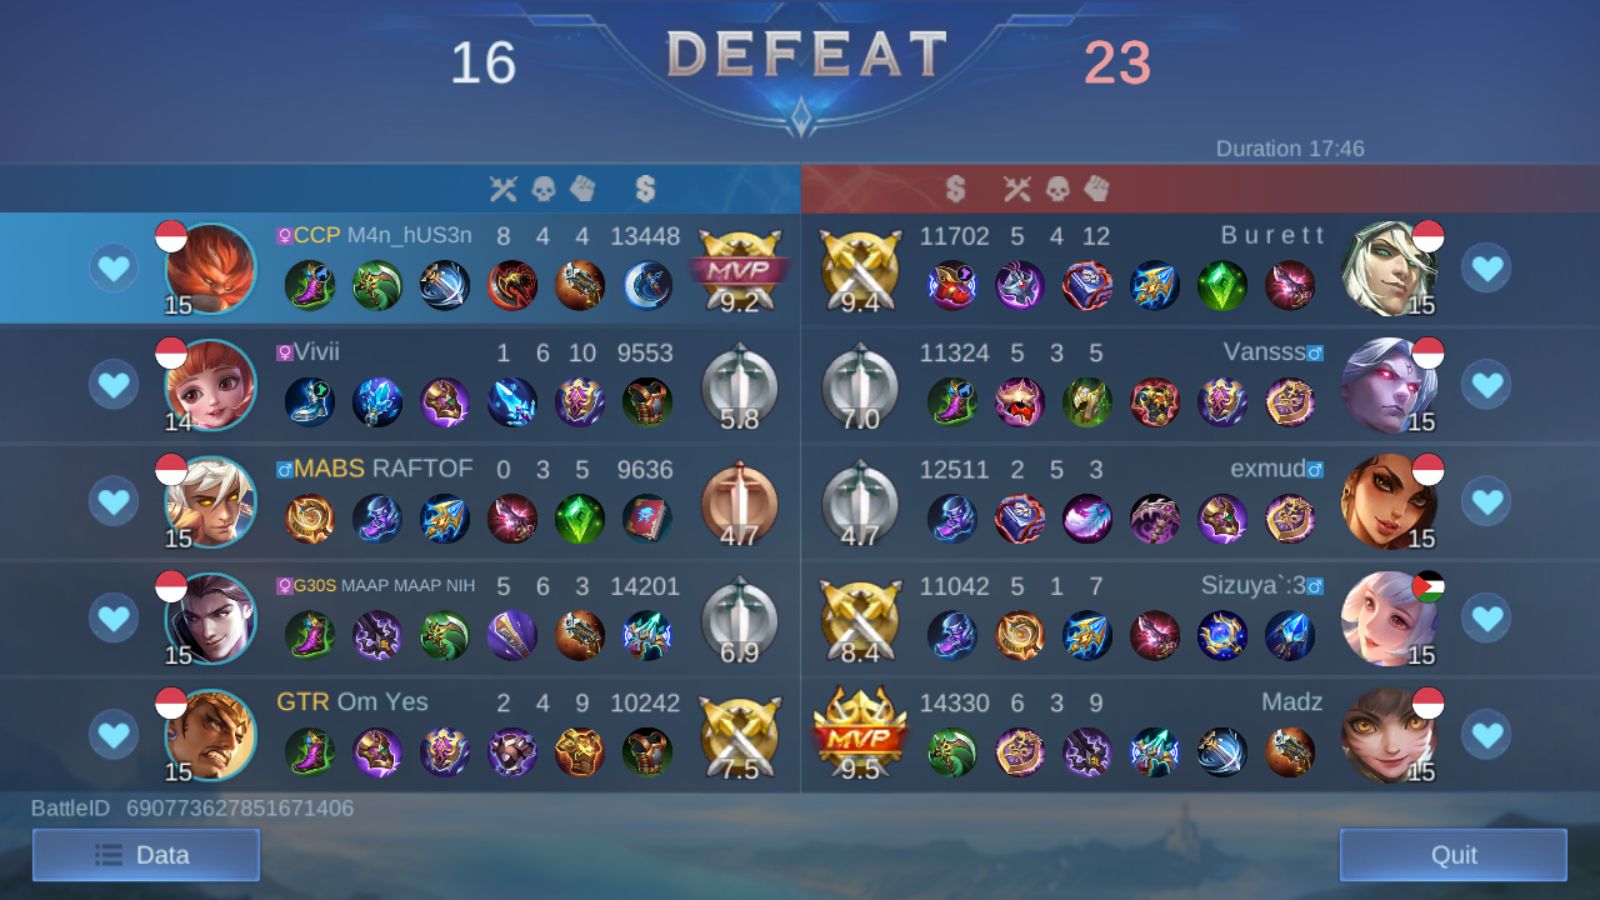 16 DEFEAT 23
Duration 17:46
♀CCP M4n_hUS3n 8 4 4 13448
15
MVP
9.2
11702 5 4 12 B u r e t t
9.4
15
♀Vivii 1 6 10 9553
14
5.8
11324 5 3 5 Vansss♂
7.0
15
♂MABS RAFTOF 0 3 5 9636
15
4.7
12511 2 5 3 exmud♂
4.7
15
♀G30S MAAP MAAP NIH 5 6 3 14201
15
6.9
11042 5 1 7 Sizuya`:3♂
8.4
15
GTR Om Yes 2 4 9 10242
15
7.5
14330 6 3 9 Madz
MVP
9.5
15
BattleID 690773627851671406
Data
Quit